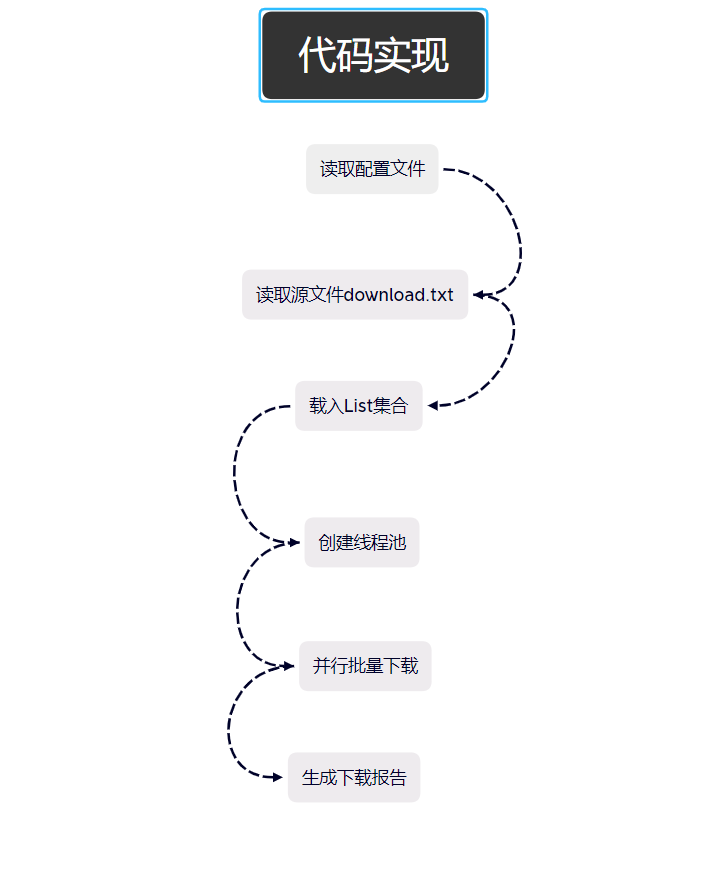 代码实现
读取配置文件
读取源文件download.txt
载入List集合
创建线程池
并行批量下载
生成下载报告